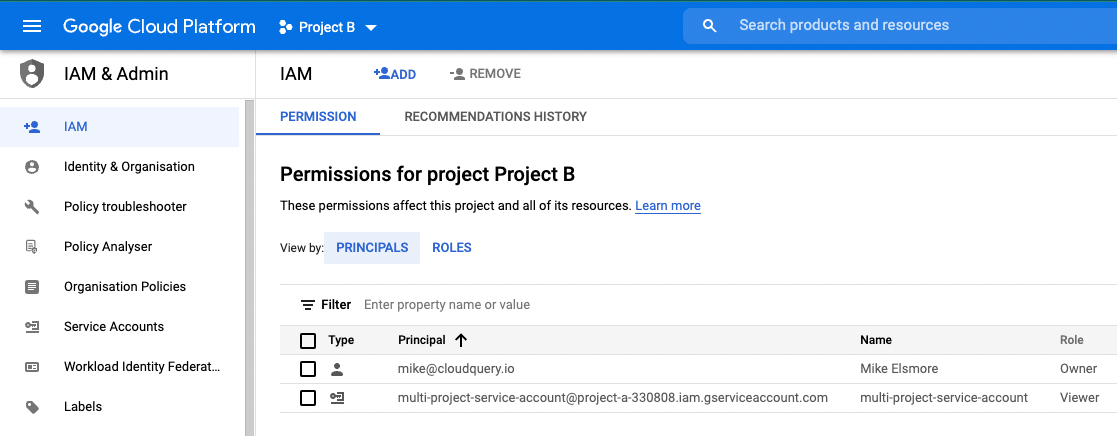 Google Cloud Platform Project B Search products and resources
IAM & Admin
IAM
Identity & Organisation
Policy troubleshooter
Policy Analyser
Organisation Policies
Service Accounts
Workload Identity Federat...
Labels
IAM ADD REMOVE
PERMISSION RECOMMENDATIONS HISTORY
Permissions for project Project B
These permissions affect this project and all of its resources. Learn more
View by: PRINCIPALS ROLES
Filter Enter property name or value
Type Principal Name Role
mike@cloudquery.io Mike Elsmore Owner
multi-project-service-account@project-a-330808.iam.gserviceaccount.com multi-project-service-account Viewer